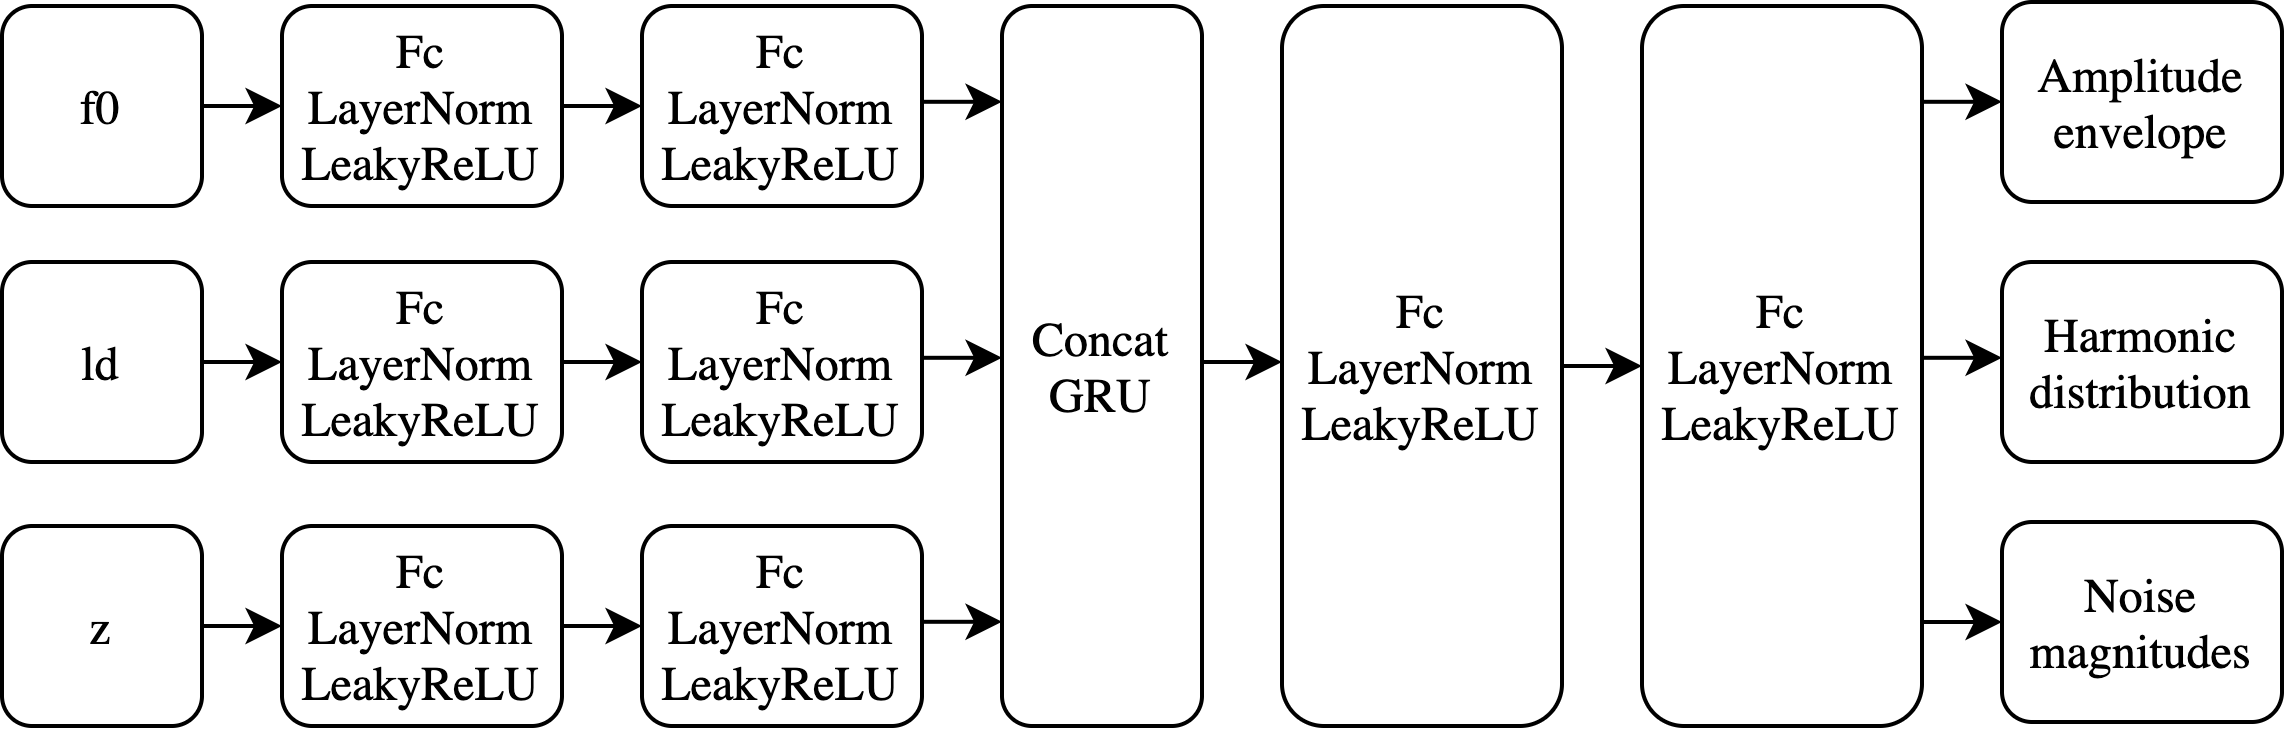 f0
Fc
LayerNorm
LeakyReLU
Fc
LayerNorm
LeakyReLU
ld
Fc
LayerNorm
LeakyReLU
Fc
LayerNorm
LeakyReLU
z
Fc
LayerNorm
LeakyReLU
Fc
LayerNorm
LeakyReLU
Concat
GRU
Fc
LayerNorm
LeakyReLU
Fc
LayerNorm
LeakyReLU
Amplitude
envelope
Harmonic
distribution
Noise
magnitudes